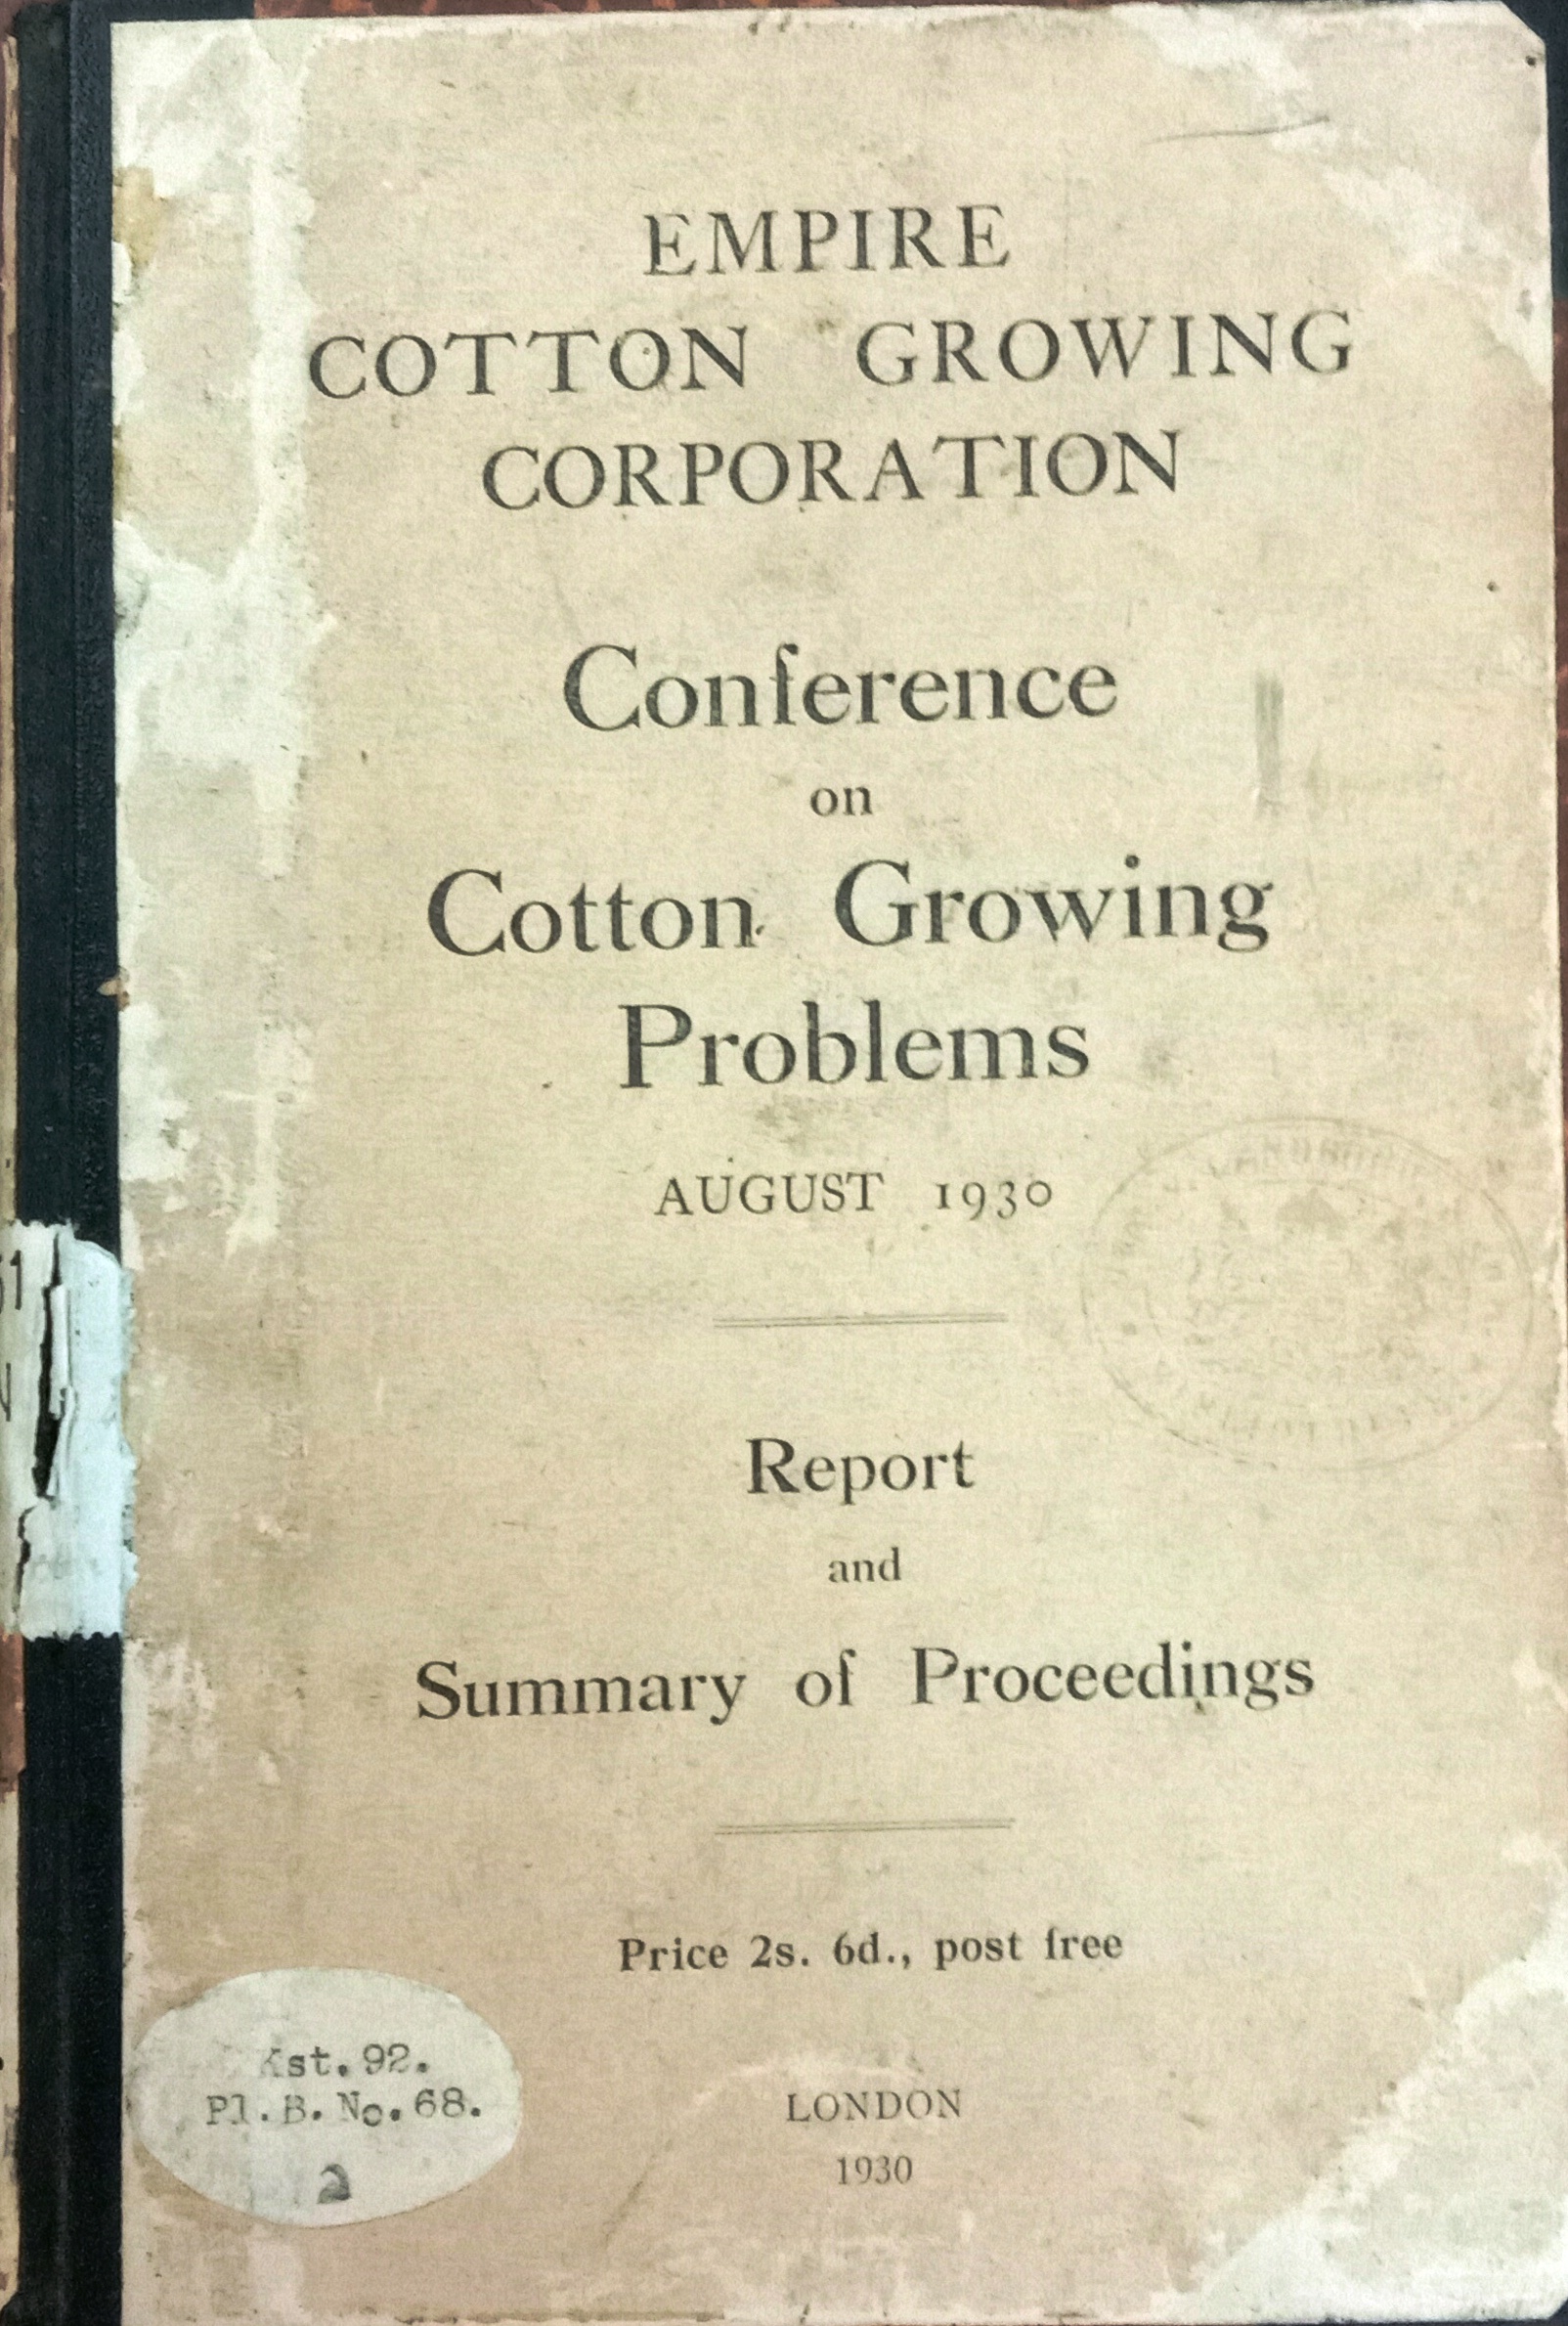 EMPIRE
COTTON GROWING
CORPORATION
Conference
on
Cotton Growing
Problems
AUGUST 1930
Report
and
Summary of Proceedings
Price 2s. 6d., post free
LONDON
1930
Kst. 92.
Pl. B. No. 68.
a